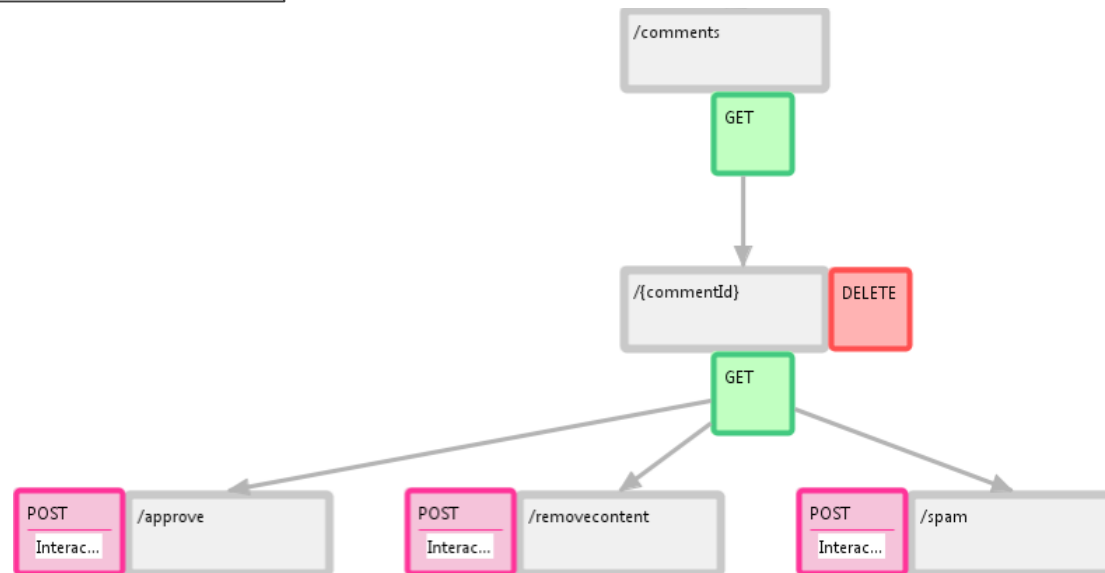 /comments
GET
/{commentId}
DELETE
GET
POST
Interac...
/approve
POST
Interac...
/removecontent
POST
Interac...
/spam